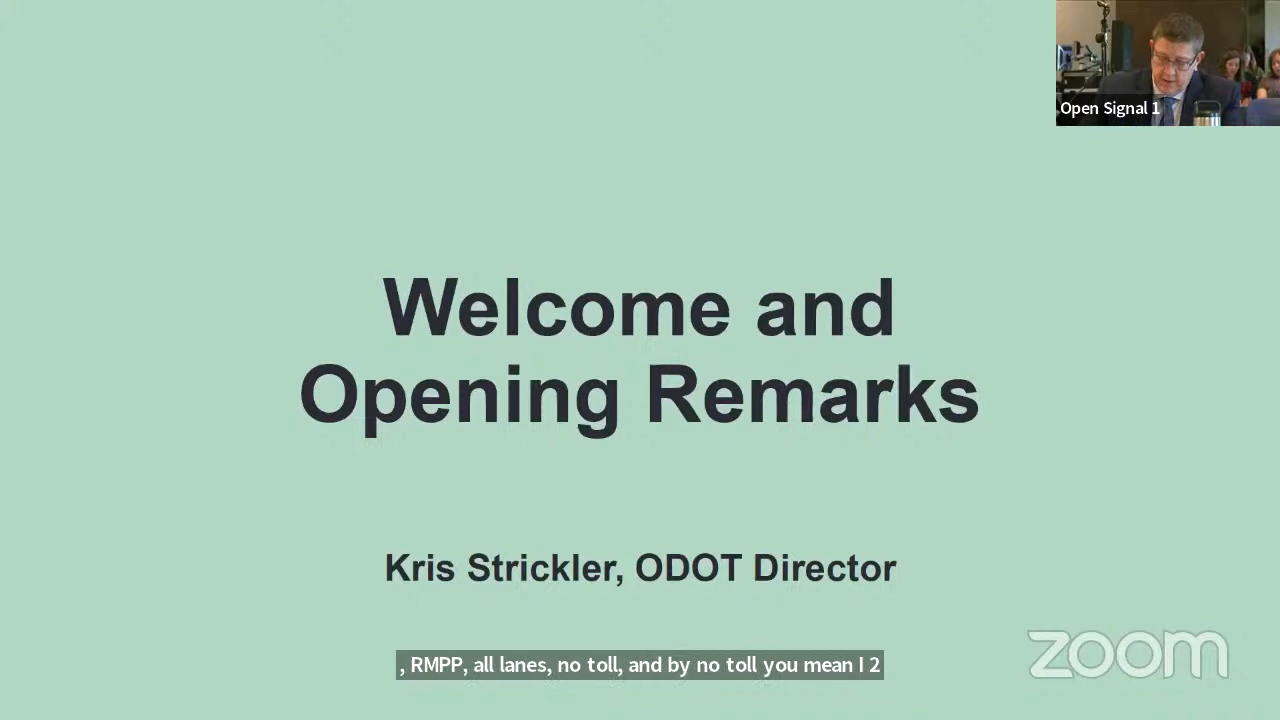 Open Signal 1
Welcome and
Opening Remarks
Kris Strickler, ODOT Director
, RMPP, all lanes, no toll, and by no toll you mean I 2
zoom